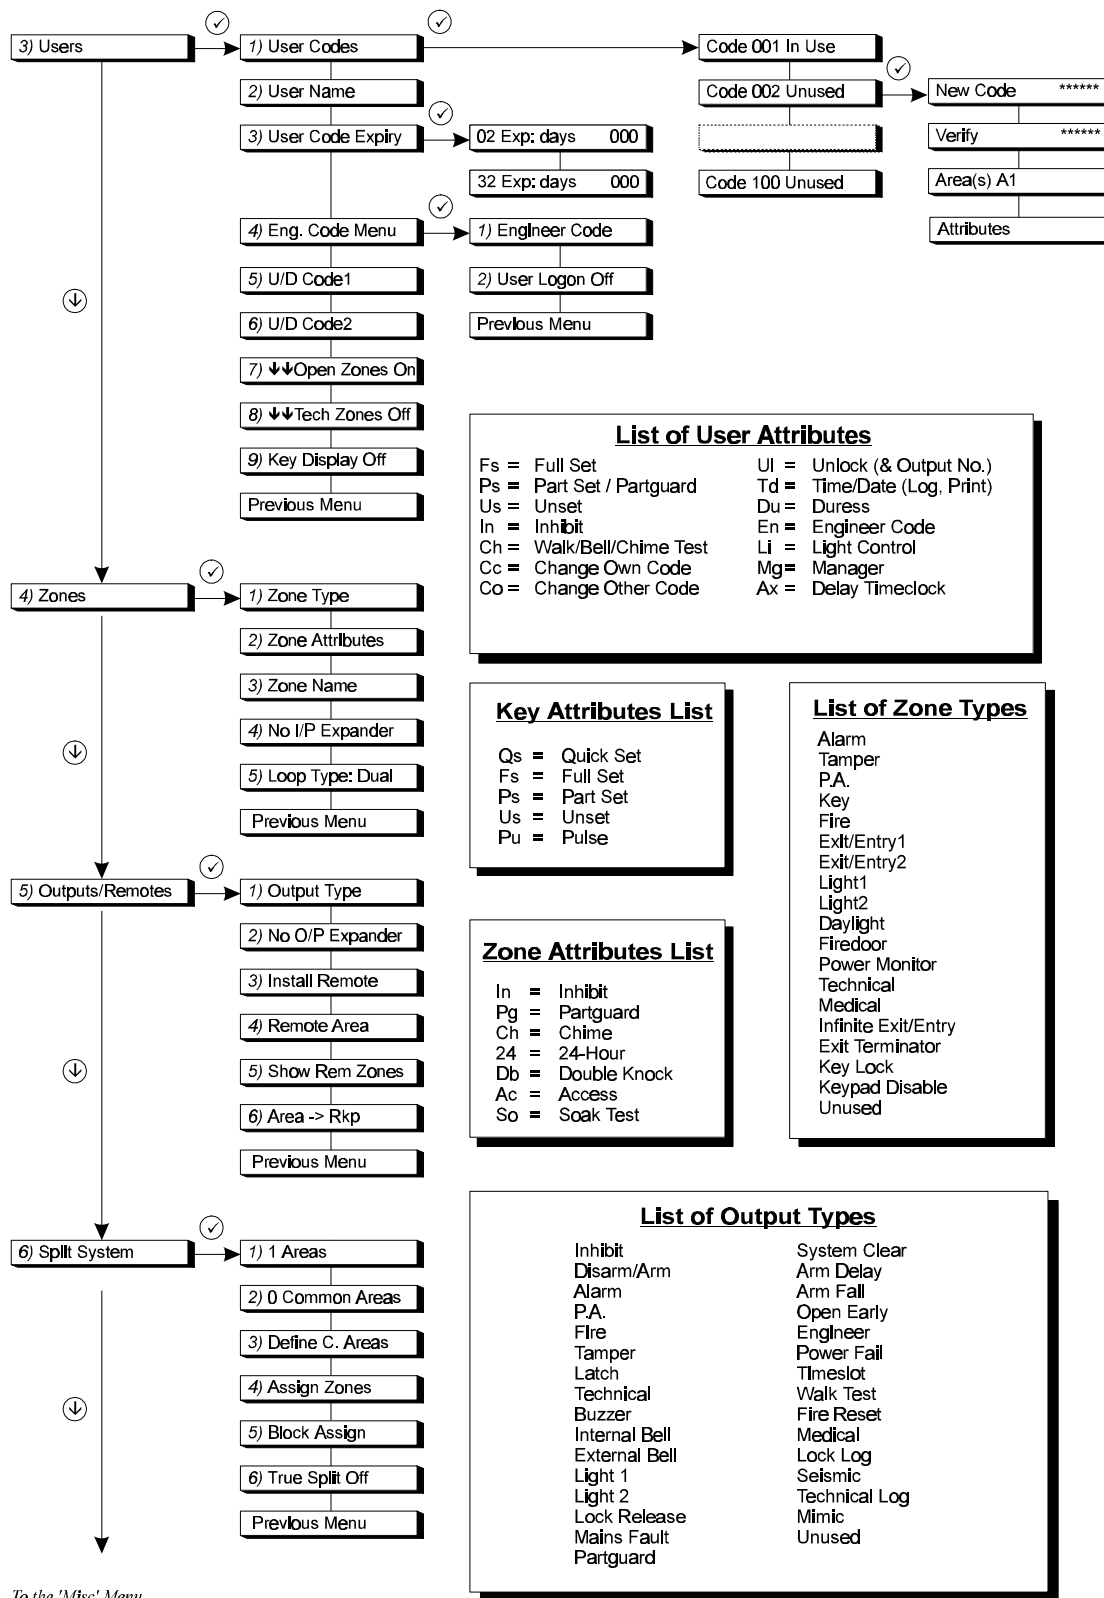 3) Users
1) User Codes
2) User Name
3) User Code Expiry
4) Eng. Code Menu
5) U/D Code1
6) U/D Code2
7) ↓↓Open Zones On
8) ↓↓Tech Zones Off
9) Key Display Off
Previous Menu
02 Exp: days 000
32 Exp: days 000
1) Engineer Code
2) User Logon Off
Previous Menu
Code 001 In Use
Code 002 Unused
Code 100 Unused
New Code ******
Verify ******
Area(s) A1
Attributes
List of User Attributes
Fs = Full Set
Ps = Part Set / Partguard
Us = Unset
In = Inhibit
Ch = Walk/Bell/Chime Test
Cc = Change Own Code
Co = Change Other Code
Ul = Unlock (& Output No.)
Td = Time/Date (Log, Print)
Du = Duress
En = Engineer Code
Li = Light Control
Mg = Manager
Ax = Delay Timeclock
4) Zones
1) Zone Type
2) Zone Attributes
3) Zone Name
4) No I/P Expander
5) Loop Type: Dual
Previous Menu
Key Attributes List
Qs = Quick Set
Fs = Full Set
Ps = Part Set
Us = Unset
Pu = Pulse
List of Zone Types
Alarm
Tamper
P.A.
Key
Fire
Exit/Entry1
Exit/Entry2
Light1
Light2
Daylight
Firedoor
Power Monitor
Technical
Medical
Infinite Exit/Entry
Exit Terminator
Key Lock
Keypad Disable
Unused
5) Outputs/Remotes
1) Output Type
2) No O/P Expander
3) Install Remote
4) Remote Area
5) Show Rem Zones
6) Area -> Rkp
Previous Menu
Zone Attributes List
In = Inhibit
Pg = Partguard
Ch = Chime
24 = 24-Hour
Db = Double Knock
Ac = Access
So = Soak Test
6) Split System
1) 1 Areas
2) 0 Common Areas
3) Define C. Areas
4) Assign Zones
5) Block Assign
6) True Split Off
Previous Menu
List of Output Types
Inhibit
Disarm/Arm
Alarm
P.A.
Fire
Tamper
Latch
Technical
Buzzer
Internal Bell
External Bell
Light 1
Light 2
Lock Release
Mains Fault
Partguard
System Clear
Arm Delay
Arm Fail
Open Early
Engineer
Power Fail
Timeslot
Walk Test
Fire Reset
Medical
Lock Log
Seismic
Technical Log
Mimic
Unused
To the 'Misc' Menu